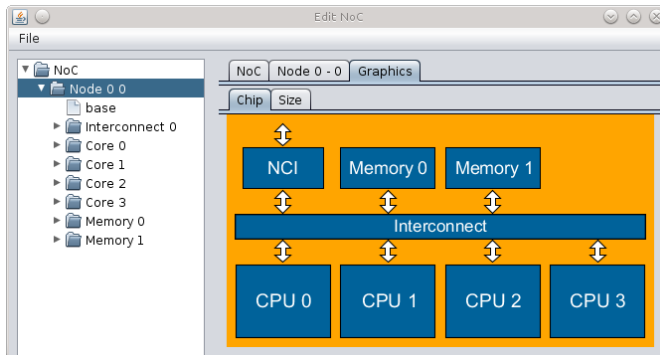 Edit NoC
File
NoC
Node 0 0
base
Interconnect 0
Core 0
Core 1
Core 2
Core 3
Memory 0
Memory 1
NoC Node 0 - 0 Graphics
Chip Size
NCI Memory 0 Memory 1
Interconnect
CPU 0 CPU 1 CPU 2 CPU 3